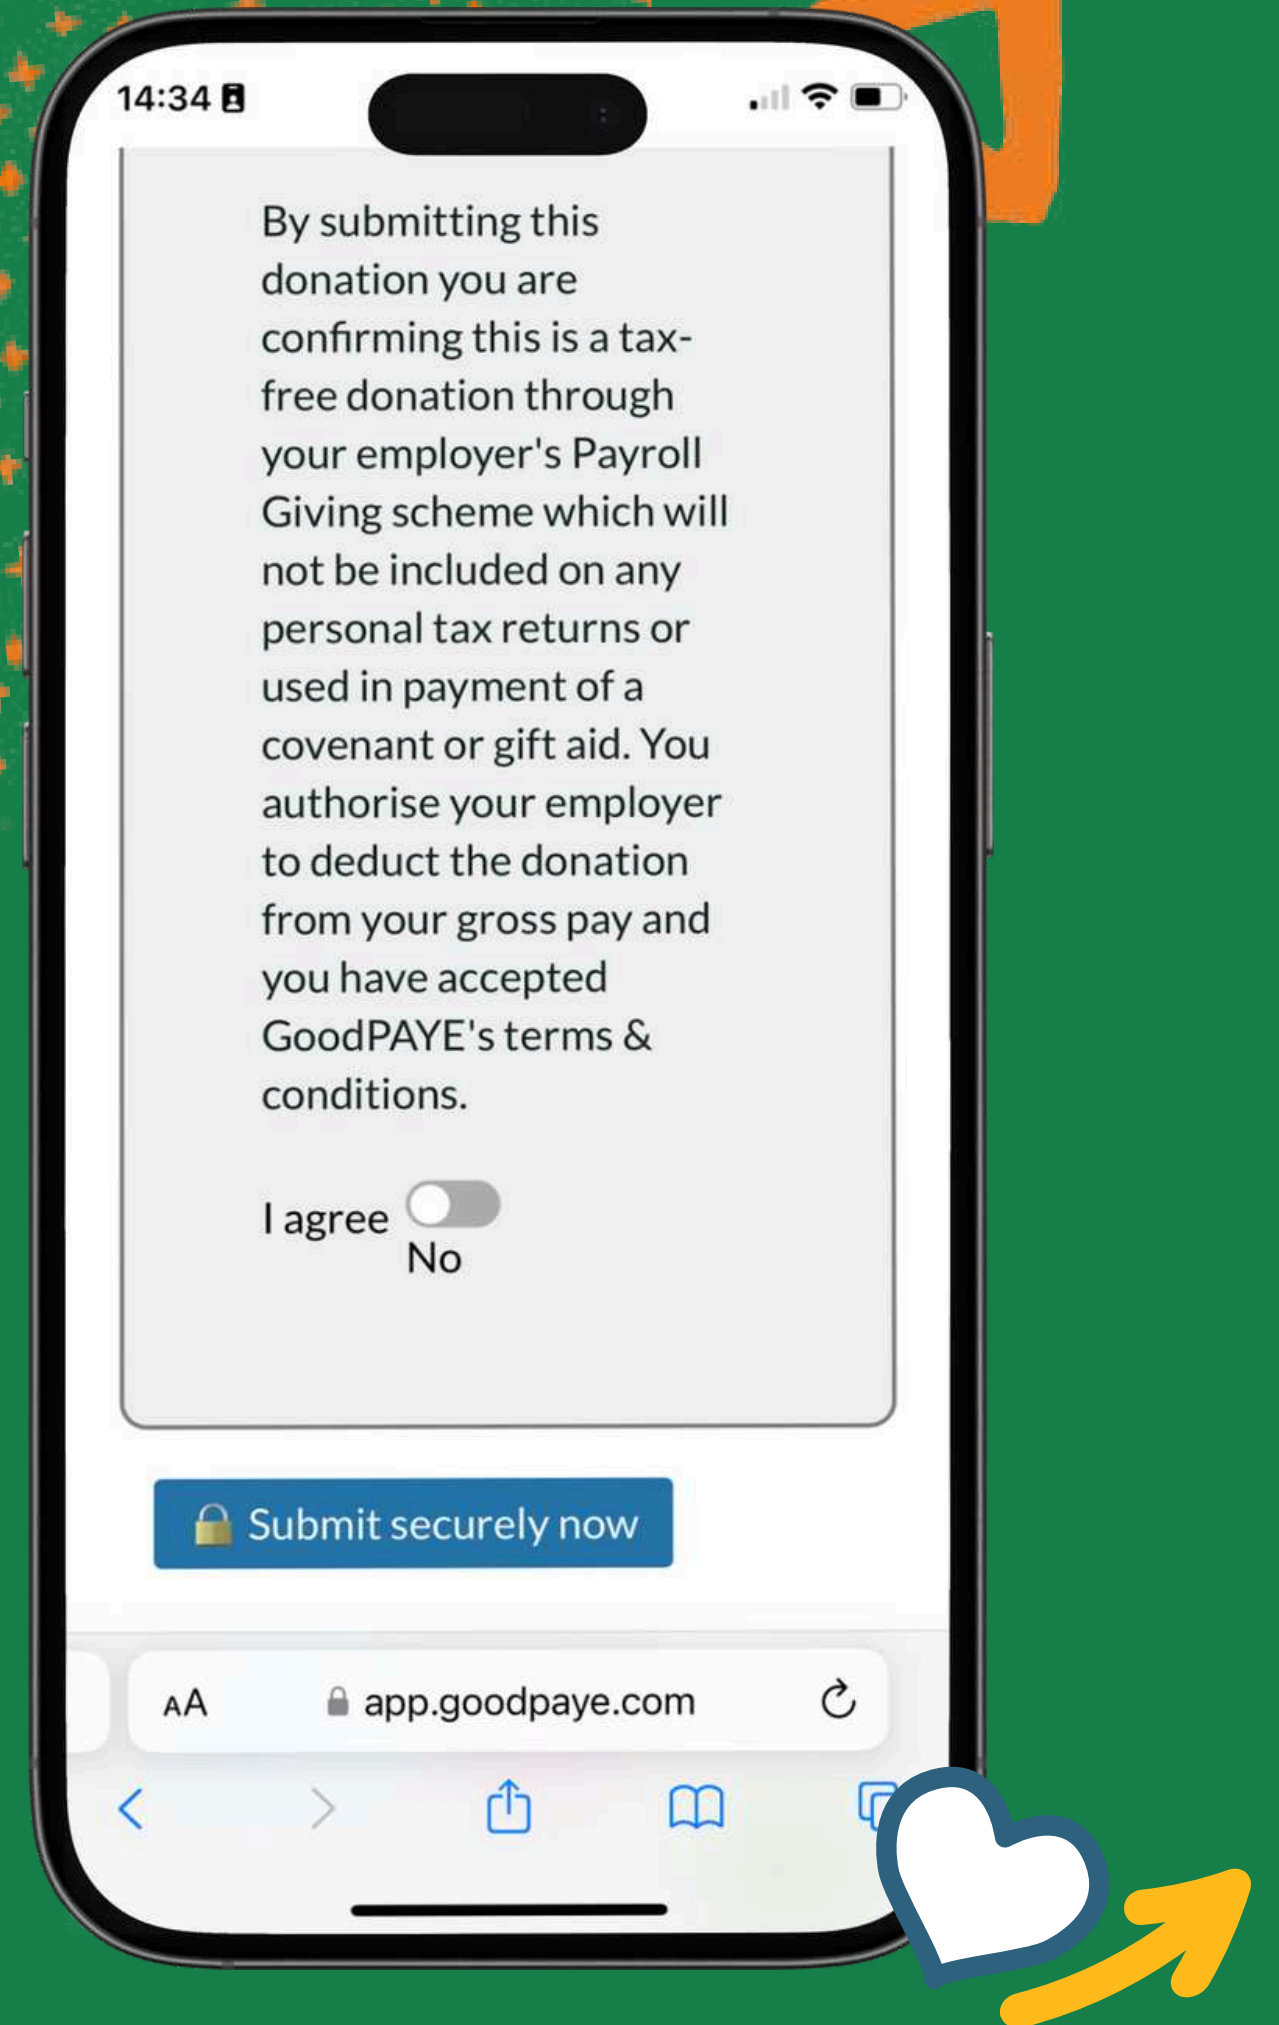 14:34
By submitting this
donation you are
confirming this is a tax-
free donation through
your employer's Payroll
Giving scheme which will
not be included on any
personal tax returns or
used in payment of a
covenant or gift aid. You
authorise your employer
to deduct the donation
from your gross pay and
you have accepted
GoodPAYE's terms &
conditions.
I agree
No
Submit securely now
AA app.goodpaye.com